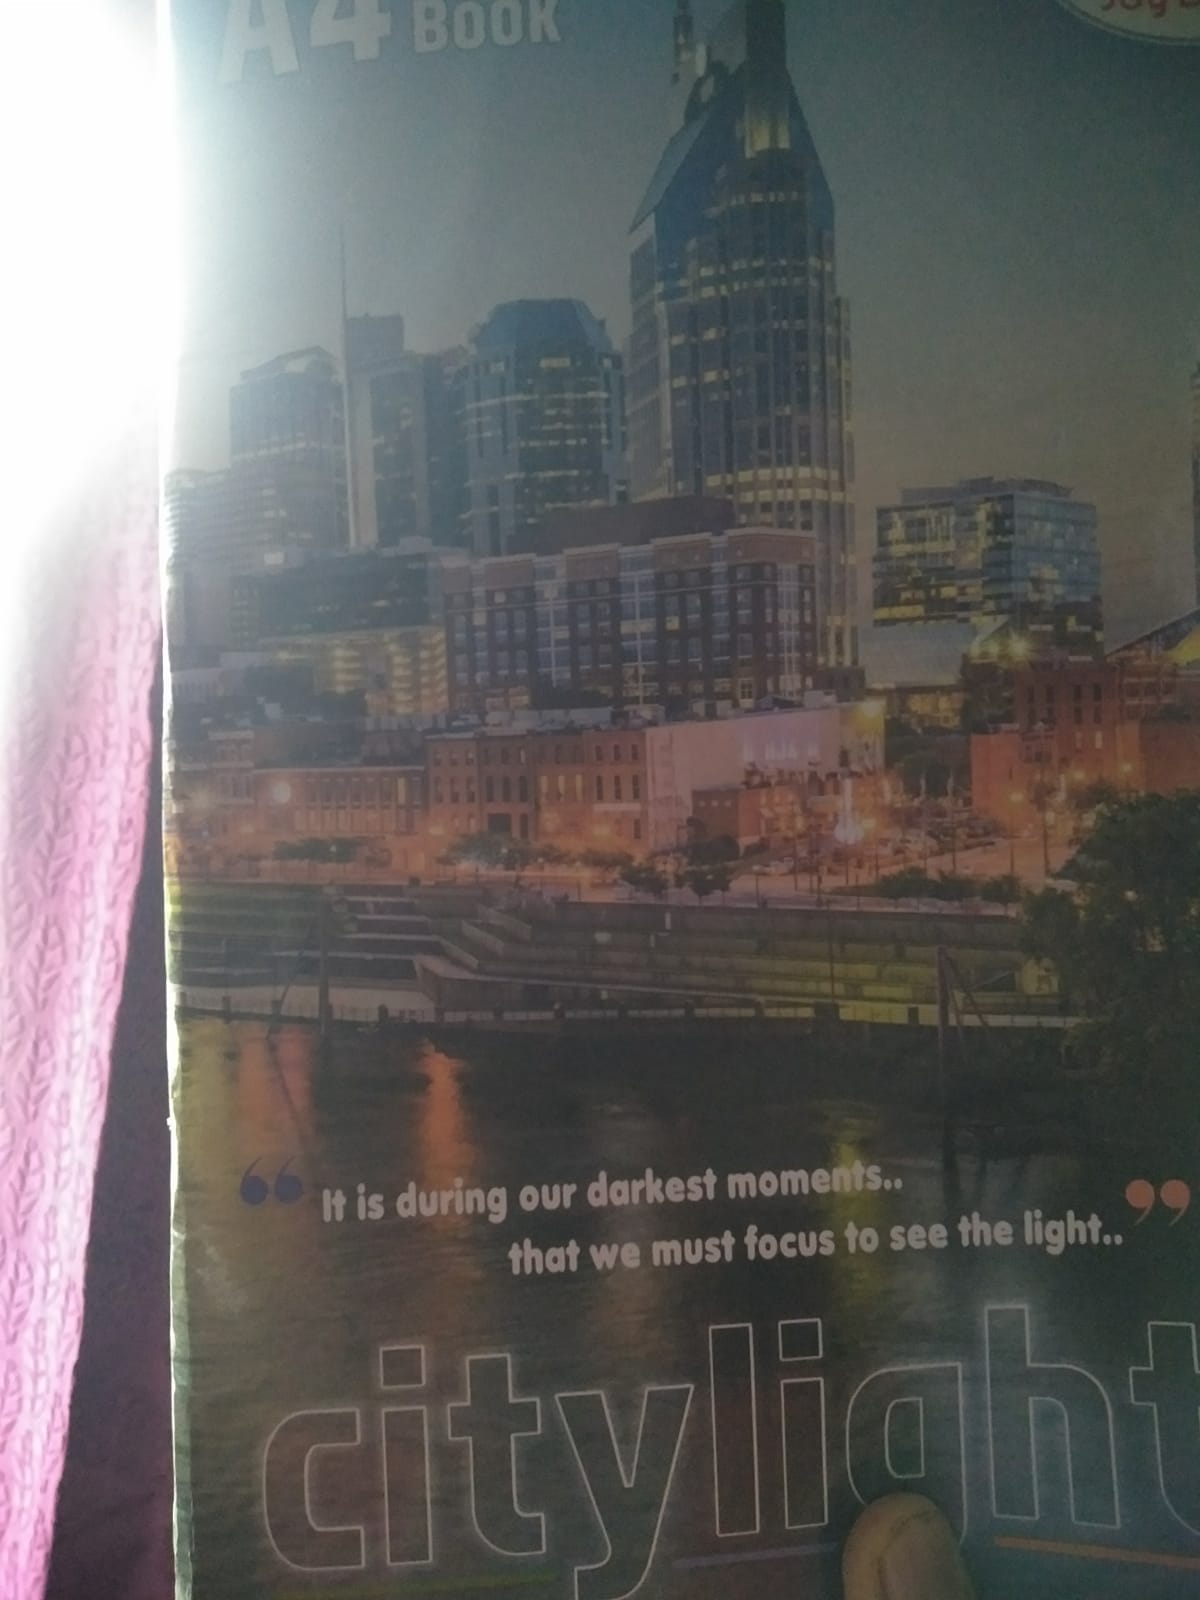 A4 BOOK
“ It is during our darkest moments..
that we must focus to see the light.. ”
citylight